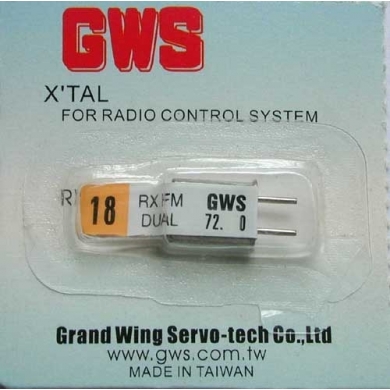 GWS
X'TAL
FOR RADIO CONTROL SYSTEM
18
RX FM
DUAL
GWS
72. 0
Grand Wing Servo-tech Co.,Ltd
www.gws.com.tw
MADE IN TAIWAN